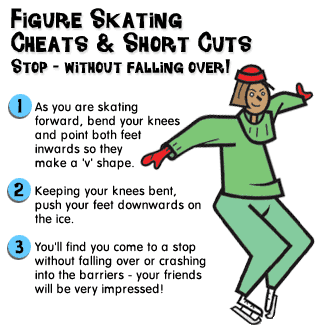 Figure Skating
Cheats & Short Cuts
Stop - without falling over!
1 As you are skating
forward, bend your knees
and point both feet
inwards so they
make a 'v' shape.
2 Keeping your knees bent,
push your feet downwards on
the ice.
3 You'll find you come to a stop
without falling over or crashing
into the barriers - your friends
will be very impressed!